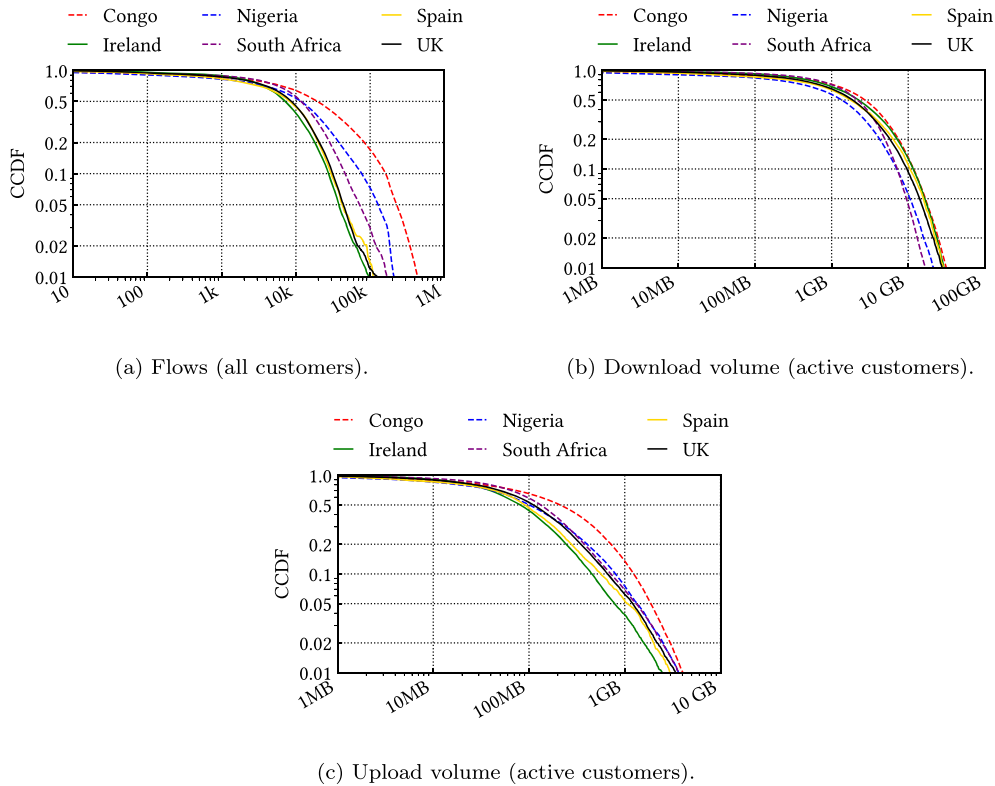 Congo Nigeria Spain
Ireland South Africa UK
1.0
0.5
0.2
0.1
0.05
0.02
0.01
CCDF
10 100 1k 10k 100k 1M
(a) Flows (all customers).
Congo Nigeria Spain
Ireland South Africa UK
1.0
0.5
0.2
0.1
0.05
0.02
0.01
CCDF
1MB 10MB 100MB 1GB 10 GB 100GB
(b) Download volume (active customers).
Congo Nigeria Spain
Ireland South Africa UK
1.0
0.5
0.2
0.1
0.05
0.02
0.01
CCDF
1MB 10MB 100MB 1GB 10 GB
(c) Upload volume (active customers).